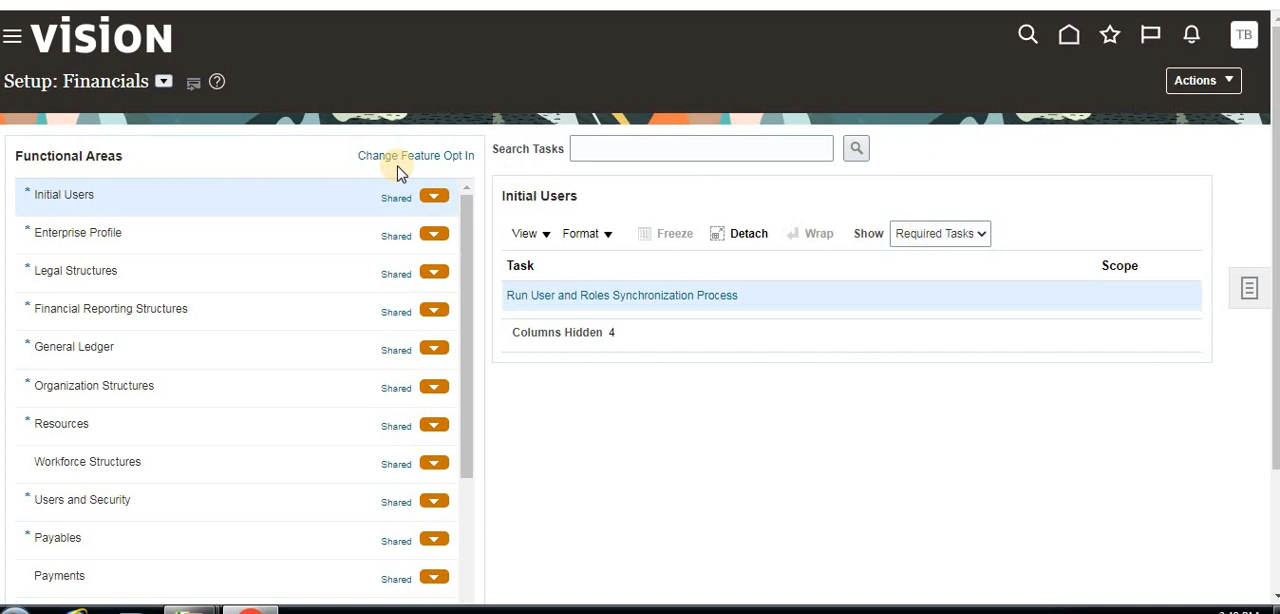 vision
TB
Setup: Financials
Actions
Functional Areas
Change Feature Opt In
* Initial Users Shared
* Enterprise Profile Shared
* Legal Structures Shared
* Financial Reporting Structures Shared
* General Ledger Shared
* Organization Structures Shared
* Resources Shared
Workforce Structures Shared
* Users and Security Shared
* Payables Shared
Payments Shared
Search Tasks
Initial Users
View Format Freeze Detach Wrap Show Required Tasks
Task Scope
Run User and Roles Synchronization Process
Columns Hidden 4